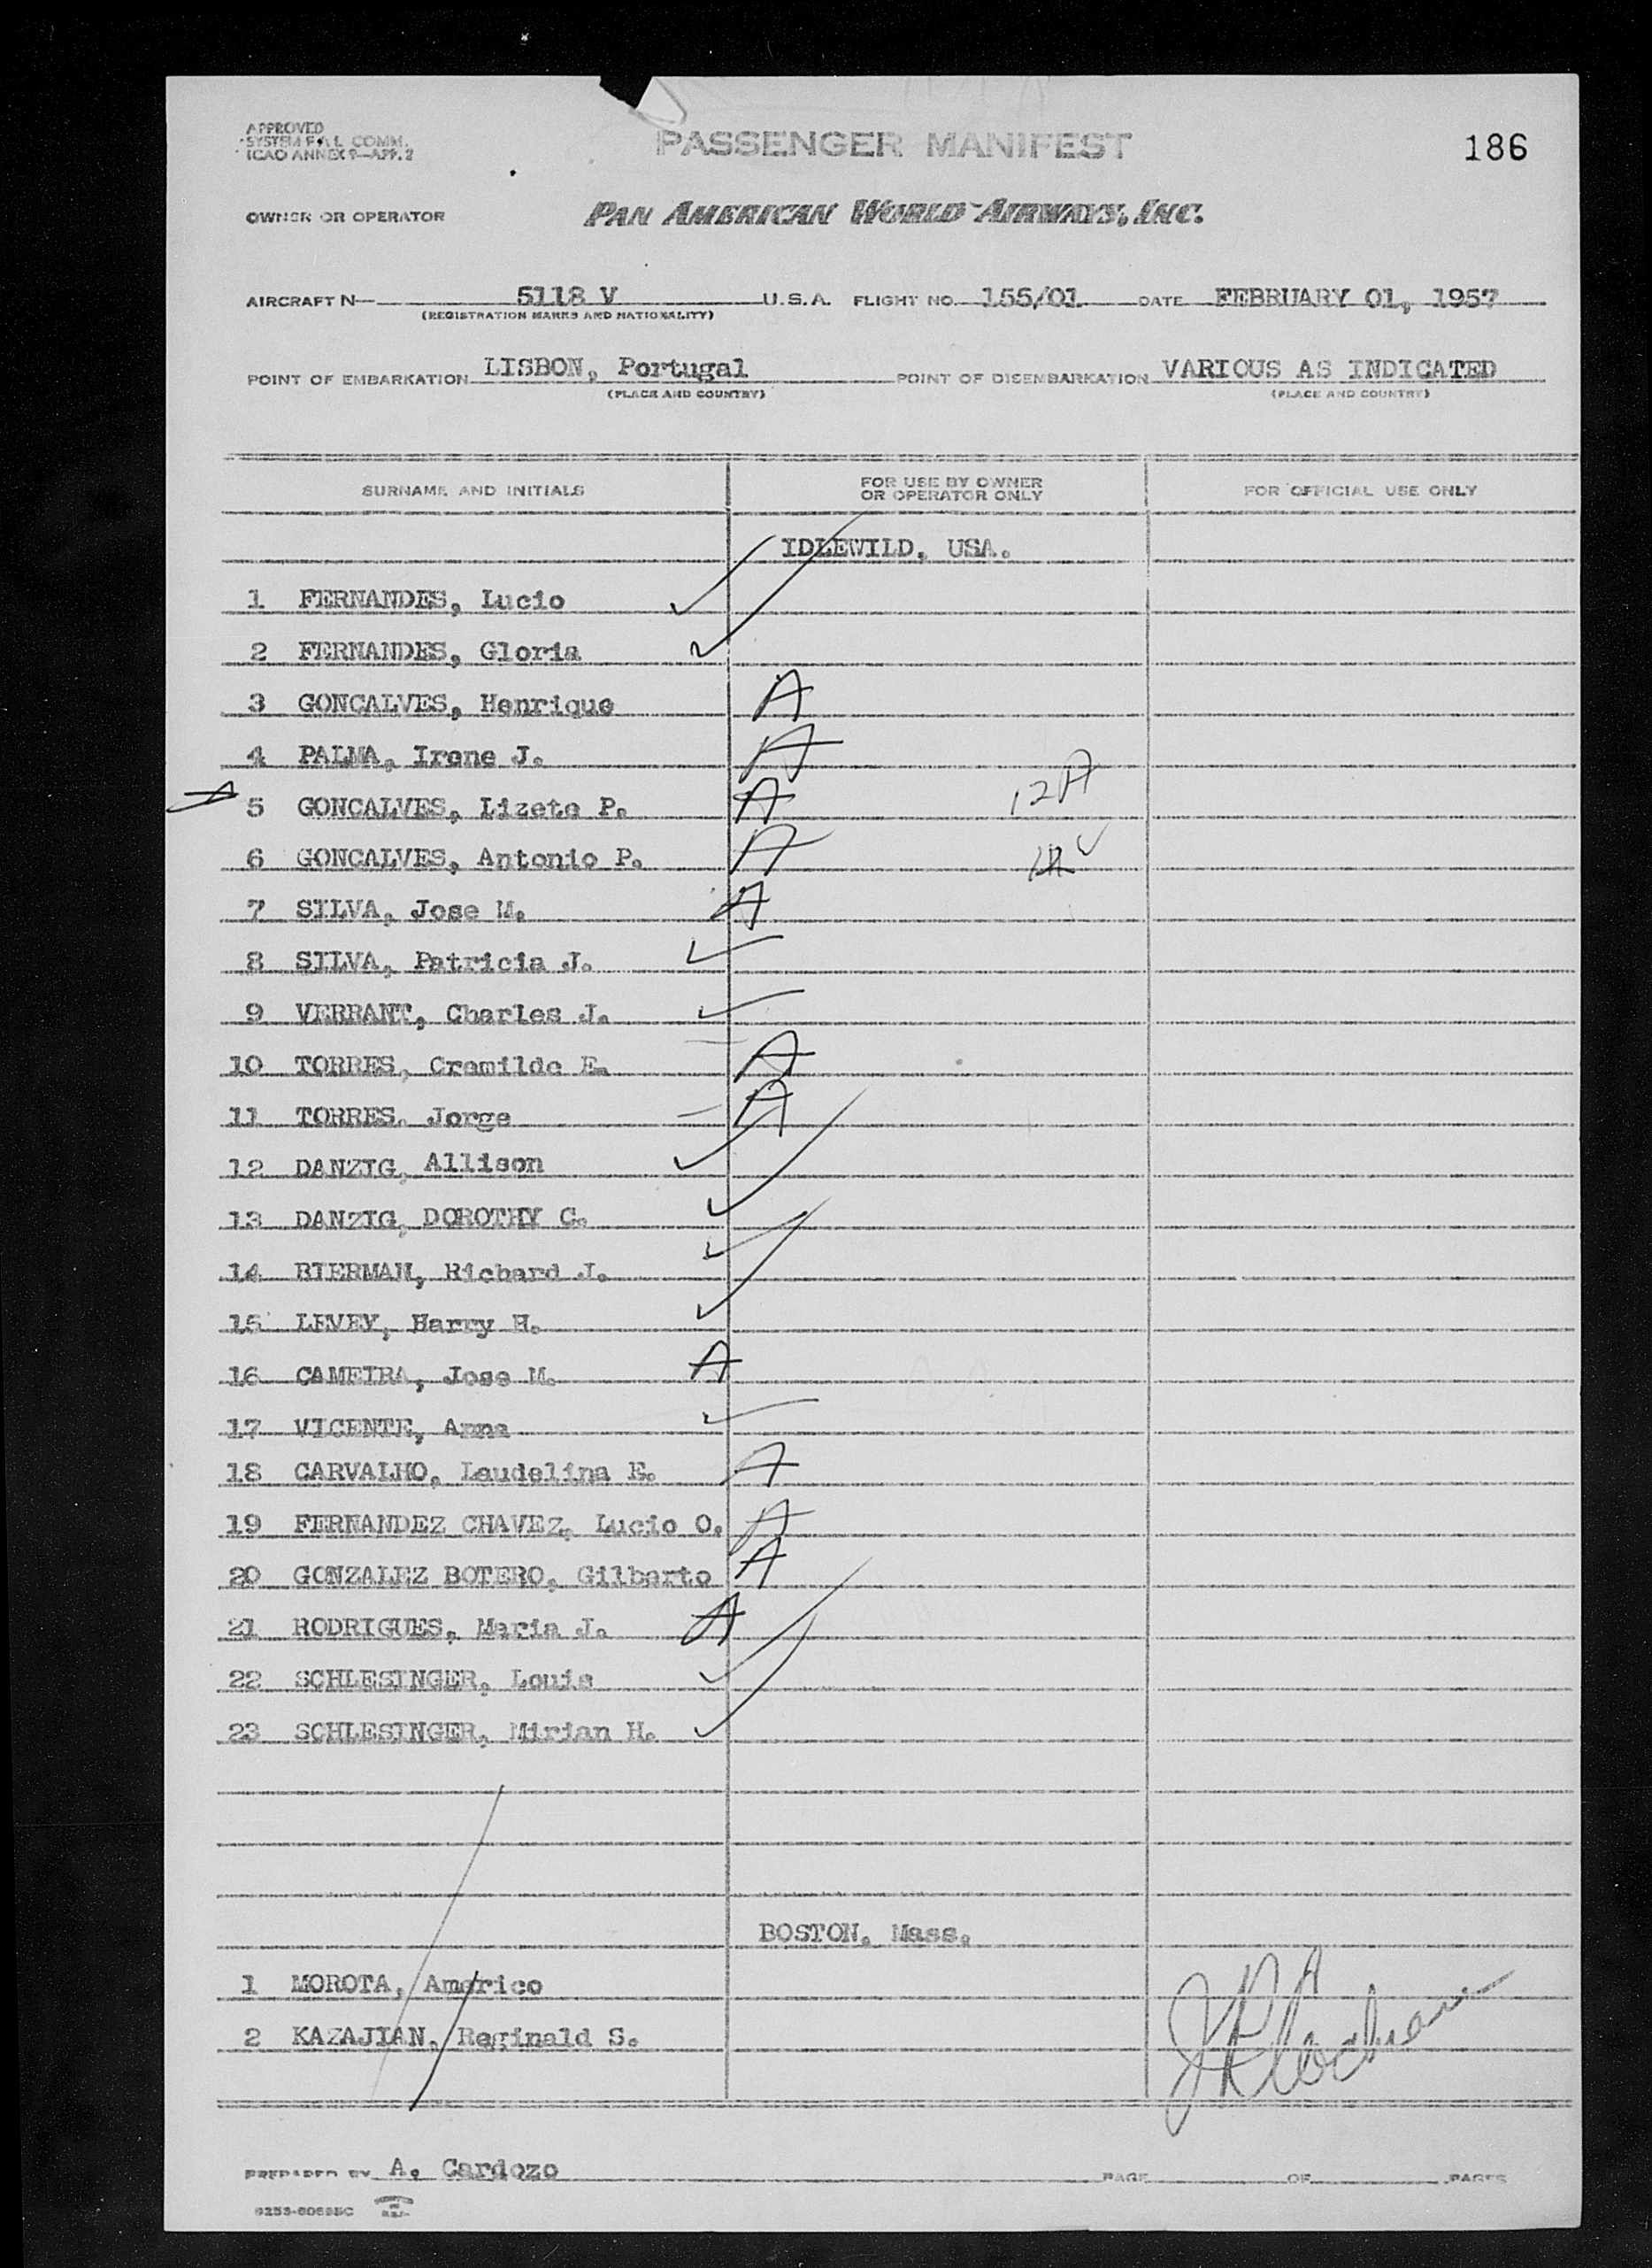 APPROVED
SYSTEM FAL COMM.
ICAO ANNEX 9—APP. 2
PASSENGER MANIFEST
186
OWNER OR OPERATOR PAN AMERICAN WORLD AIRWAYS, INC.
AIRCRAFT N— 5118 V U.S.A. FLIGHT NO. 155/01 DATE FEBRUARY 01, 1957
(REGISTRATION MARKS AND NATIONALITY)
POINT OF EMBARKATION LISBON, Portugal POINT OF DISEMBARKATION VARIOUS AS INDICATED
(PLACE AND COUNTRY) (PLACE AND COUNTRY)
SURNAME AND INITIALS FOR USE BY OWNER OR OPERATOR ONLY FOR OFFICIAL USE ONLY
IDLEWILD, USA.
1 FERNANDES, Lucio
2 FERNANDES, Gloria
3 GONCALVES, Henrique A
4 PALMA, Irene J. A
5 GONCALVES, Lizete P. A 12A
6 GONCALVES, Antonio P. A
7 SILVA, Jose M. A
8 SILVA, Patricia J.
9 VERRANT, Charles J.
10 TORRES, Cremilde E. A
11 TORRES, Jorge A
12 DANZIG, Allison
13 DANZIG, DOROTHY C.
14 BIERMAN, Richard J.
15 LEVEY, Harry H.
16 CAMEIRA, Jose M. A
17 VICENTE, Anna
18 CARVALHO, Laudelina E. A
19 FERNANDEZ CHAVEZ, Lucio O. A
20 GONZALEZ BOTERO, Gilberto A
21 RODRIGUES, Maria J. A
22 SCHLESINGER, Louis
23 SCHLESINGER, Mirian H.
BOSTON, Mass.
1 MOROTA, Americo
2 KAZAJIAN, Reginald S.
PREPARED BY A. Cardozo PAGE OF PAGES